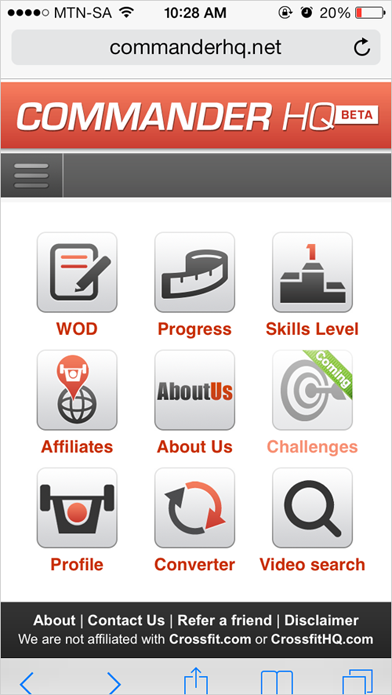 MTN-SA 10:28 AM 20%
commanderhq.net
COMMANDER HQ BETA
1
WOD Progress Skills Level
AboutUs Coming
Affiliates About Us Challenges
Profile Converter Video search
About | Contact Us | Refer a friend | Disclaimer
We are not affiliated with Crossfit.com or CrossfitHQ.com